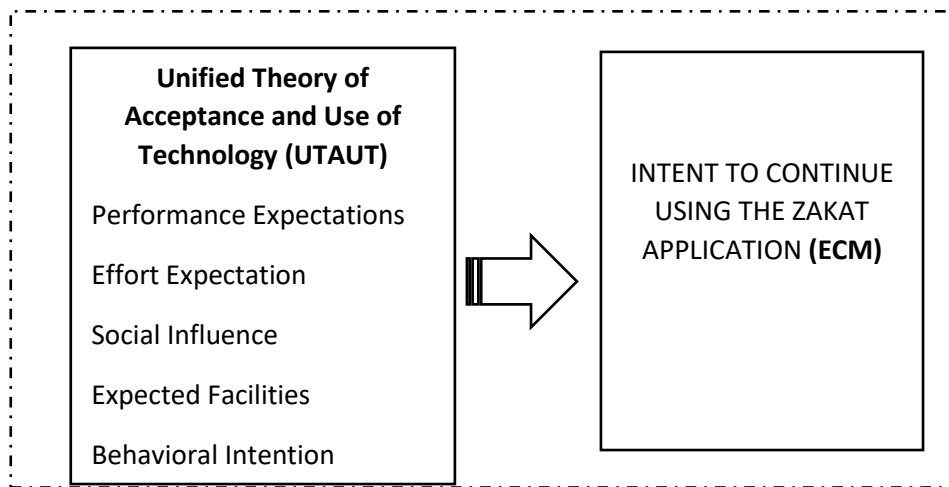 Unified Theory of
Acceptance and Use of
Technology (UTAUT)
Performance Expectations
Effort Expectation
Social Influence
Expected Facilities
Behavioral Intention
INTENT TO CONTINUE
USING THE ZAKAT
APPLICATION (ECM)